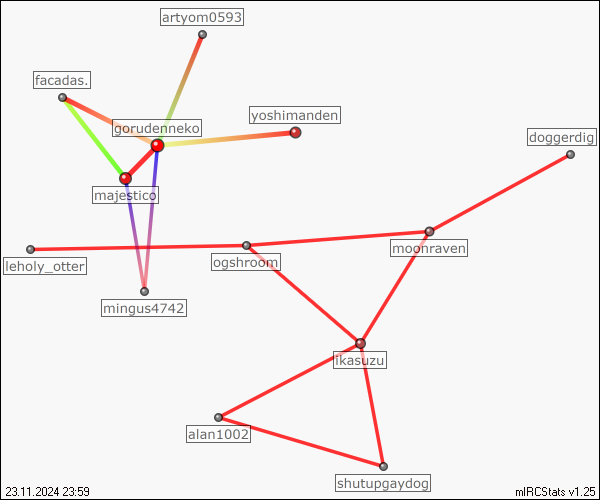 artyom0593
facadas.
yoshimanden
gorudenneko
doggerdig
majestico
moonraven
ogshroom
leholy_otter
mingus4742
ikasuzu
alan1002
shutupgaydog
23.11.2024 23:59
mIRCStats v1.25